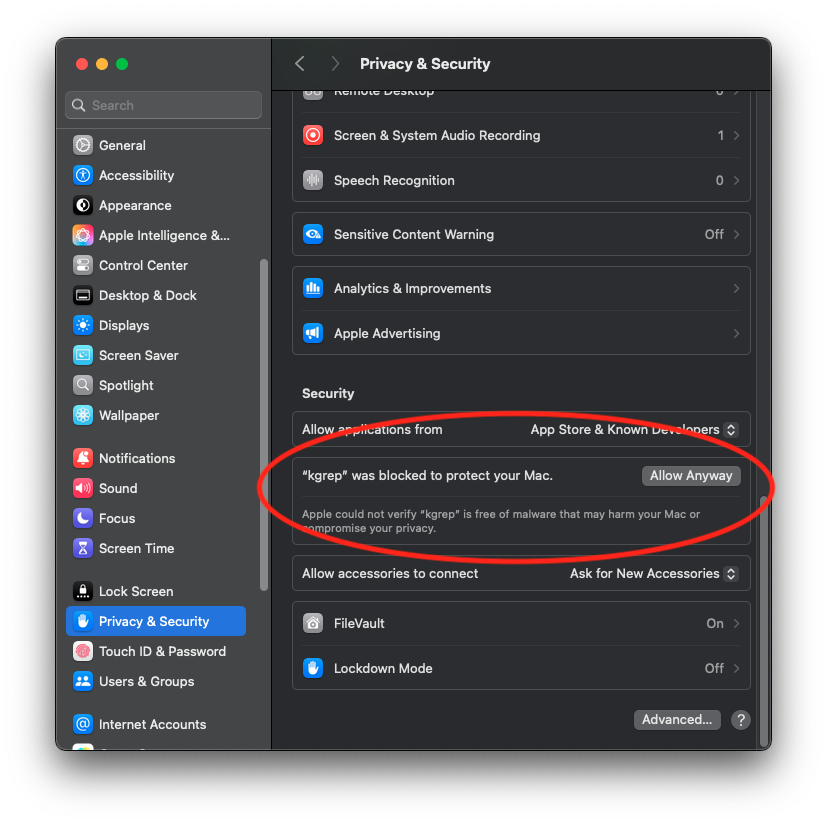 Privacy & Security
Search
General
Accessibility
Appearance
Apple Intelligence &...
Control Center
Desktop & Dock
Displays
Screen Saver
Spotlight
Wallpaper
Notifications
Sound
Focus
Screen Time
Lock Screen
Privacy & Security
Touch ID & Password
Users & Groups
Internet Accounts
Remote Desktop 0
Screen & System Audio Recording 1
Speech Recognition 0
Sensitive Content Warning Off
Analytics & Improvements
Apple Advertising
Security
Allow applications from App Store & Known Developers
“kgrep” was blocked to protect your Mac. Allow Anyway
Apple could not verify “kgrep” is free of malware that may harm your Mac or
compromise your privacy.
Allow accessories to connect Ask for New Accessories
FileVault On
Lockdown Mode Off
Advanced... ?